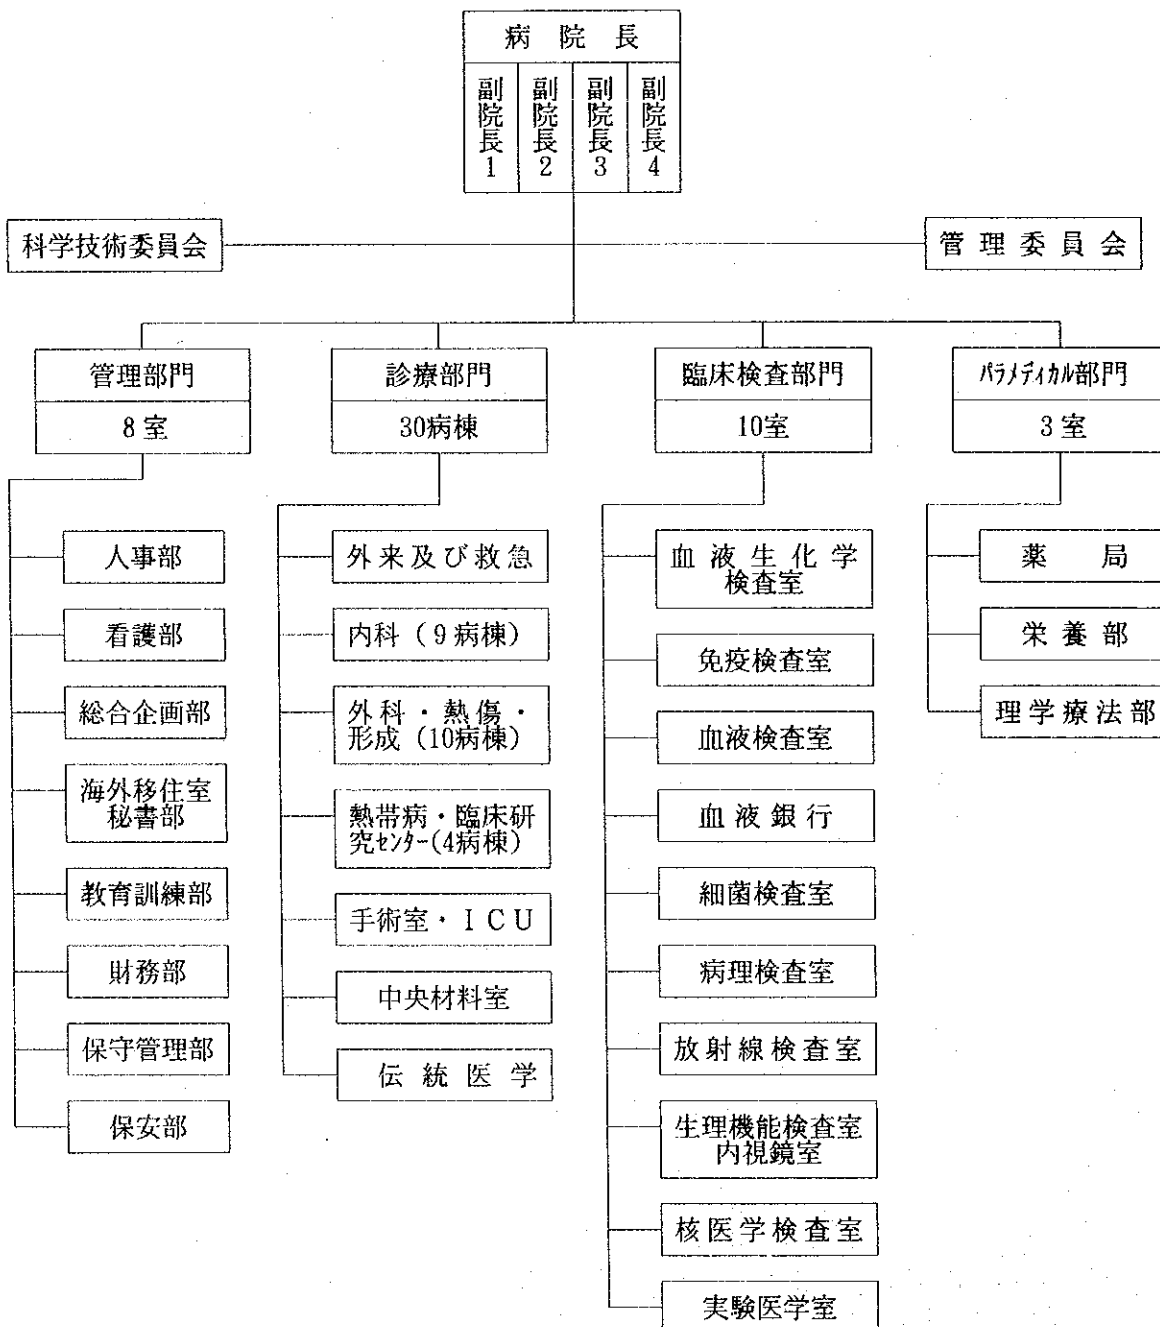 病院長
副院長1
副院長2
副院長3
副院長4
科学技術委員会
管理委員会
管理部門
8室
診療部門
30病棟
臨床検査部門
10室
パラメディカル部門
3室
人事部
看護部
総合企画部
海外移住室
秘書部
教育訓練部
財務部
保守管理部
保安部
外来及び救急
内科（9病棟）
外科・熱傷・
形成（10病棟）
熱帯病・臨床研
究センター（4病棟）
手術室・ICU
中央材料室
伝統医学
血液生化学
検査室
免疫検査室
血液検査室
血液銀行
細菌検査室
病理検査室
放射線検査室
生理機能検査室
内視鏡室
核医学検査室
実験医学室
薬局
栄養部
理学療法部